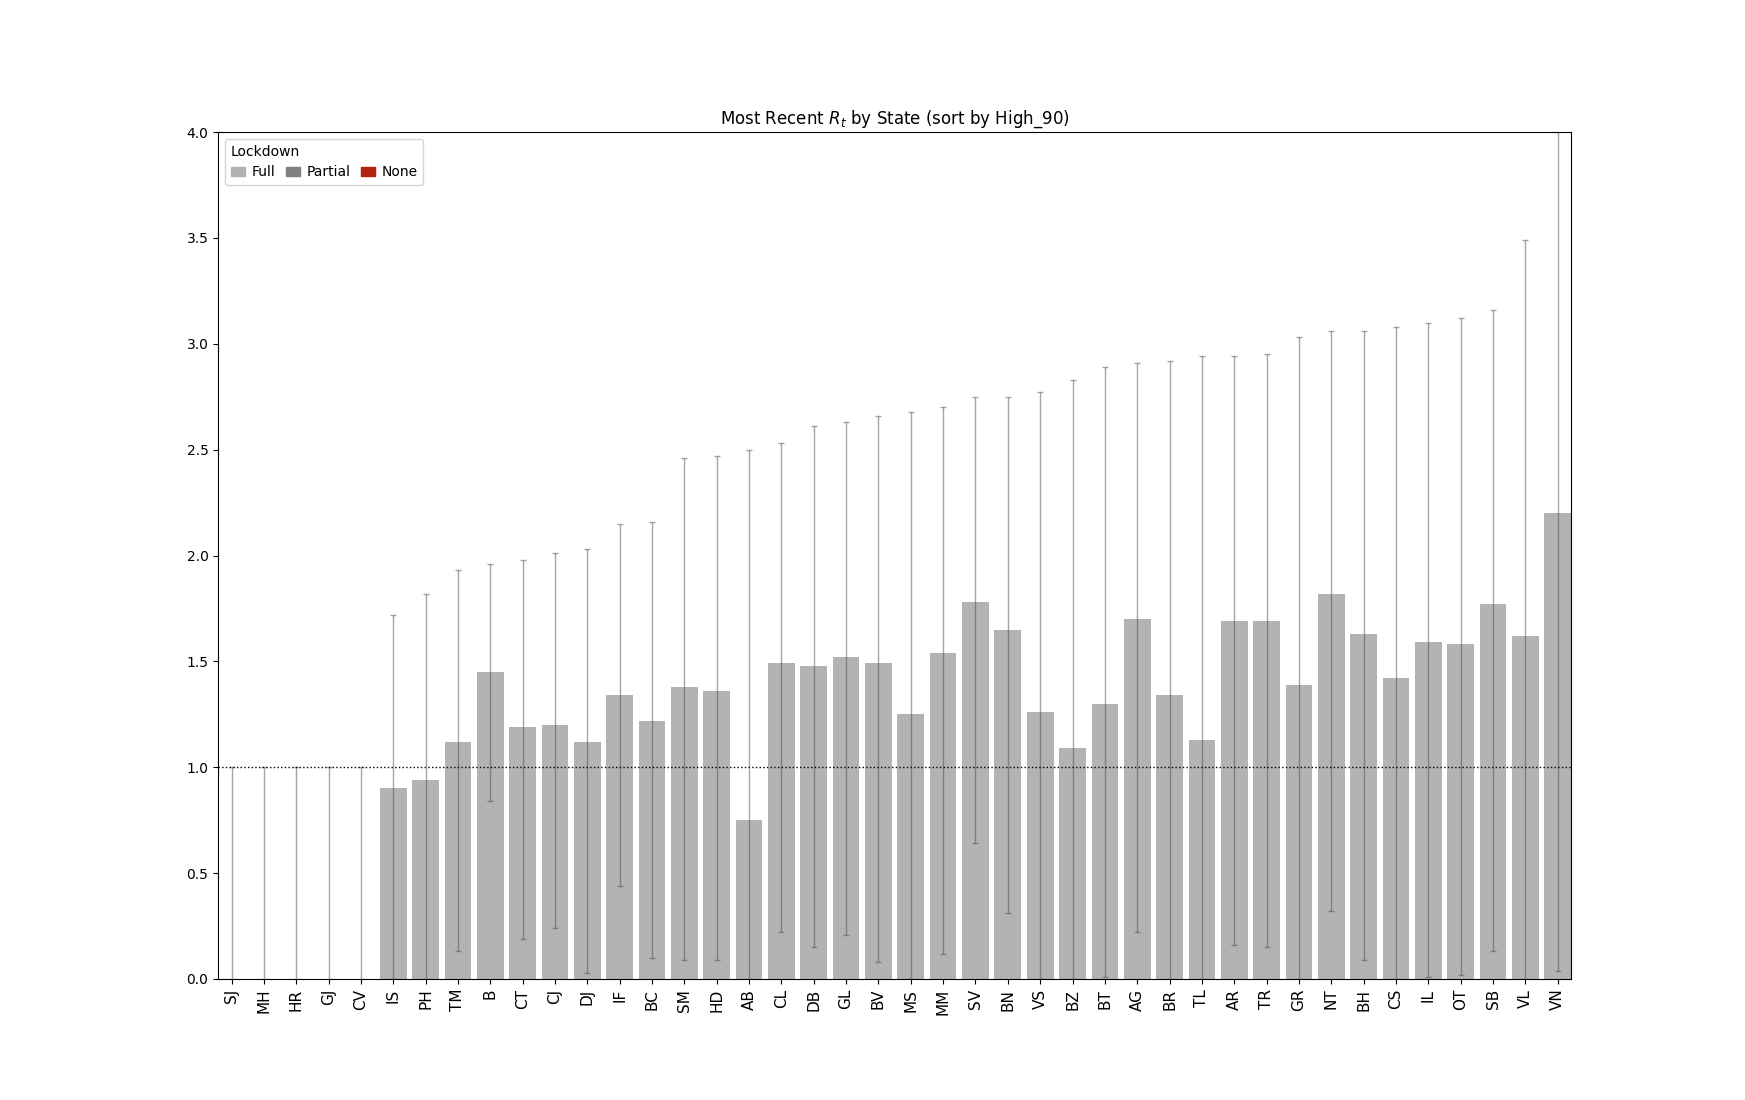 Most Recent R_t by State (sort by High_90)
Lockdown
Full Partial None
4.0
3.5
3.0
2.5
2.0
1.5
1.0
0.5
0.0
SJ MH HR GJ CV IS PH TM B CT CJ DJ IF BC SM HD AB CL DB GL BV MS MM SV BN VS BZ BT AG BR TL AR TR GR NT BH CS IL OT SB VL VN